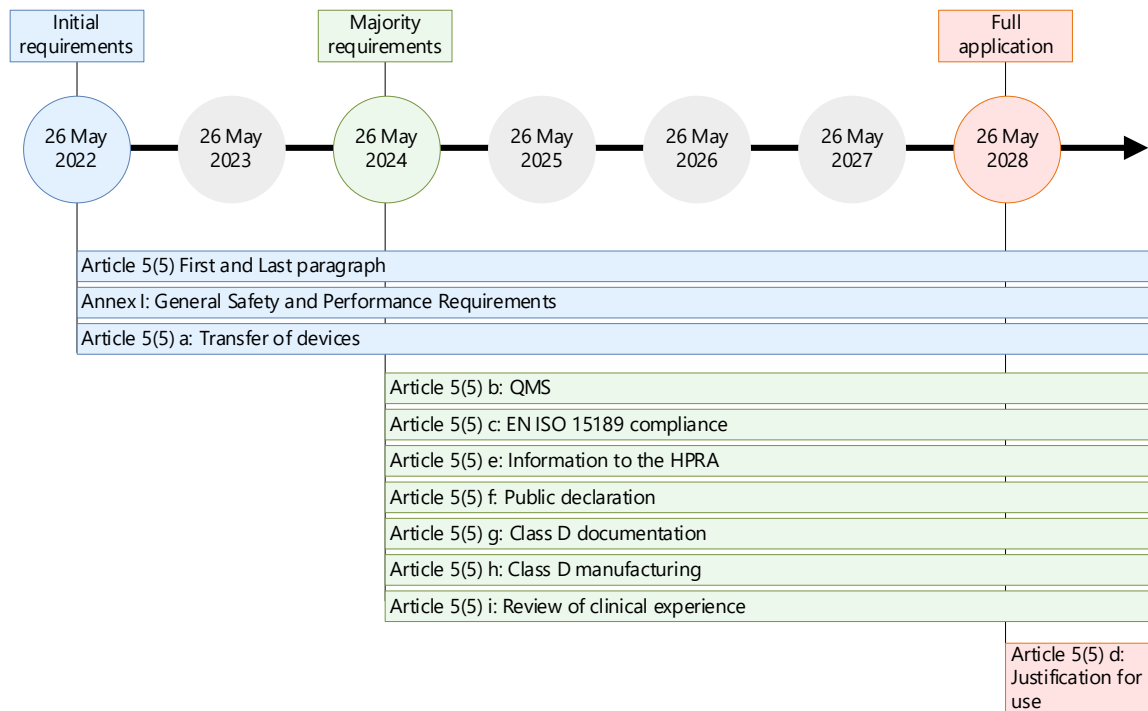 Initial
requirements
Majority
requirements
Full
application
26 May
2022
26 May
2023
26 May
2024
26 May
2025
26 May
2026
26 May
2027
26 May
2028
Article 5(5) First and Last paragraph
Annex I: General Safety and Performance Requirements
Article 5(5) a: Transfer of devices
Article 5(5) b: QMS
Article 5(5) c: EN ISO 15189 compliance
Article 5(5) e: Information to the HPRA
Article 5(5) f: Public declaration
Article 5(5) g: Class D documentation
Article 5(5) h: Class D manufacturing
Article 5(5) i: Review of clinical experience
Article 5(5) d:
Justification for
use